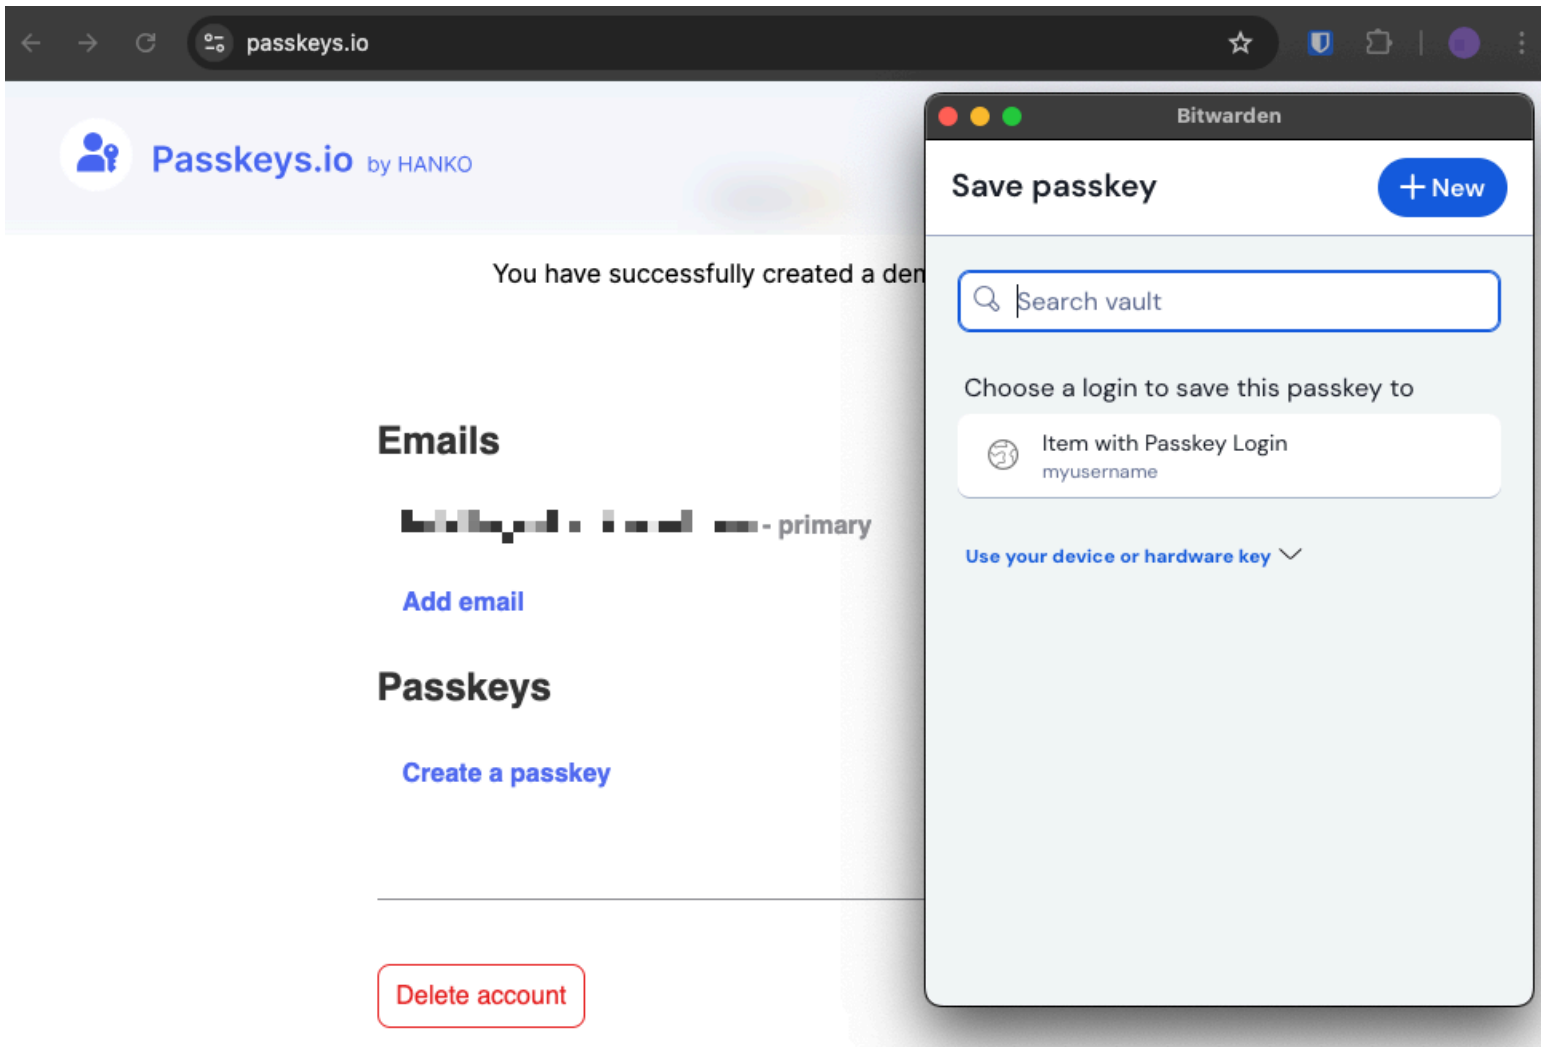 passkeys.io
Passkeys.io by HANKO
You have successfully created a den
Emails
- primary
Add email
Passkeys
Create a passkey
Delete account
Bitwarden
Save passkey
+ New
Search vault
Choose a login to save this passkey to
Item with Passkey Login
myusername
Use your device or hardware key